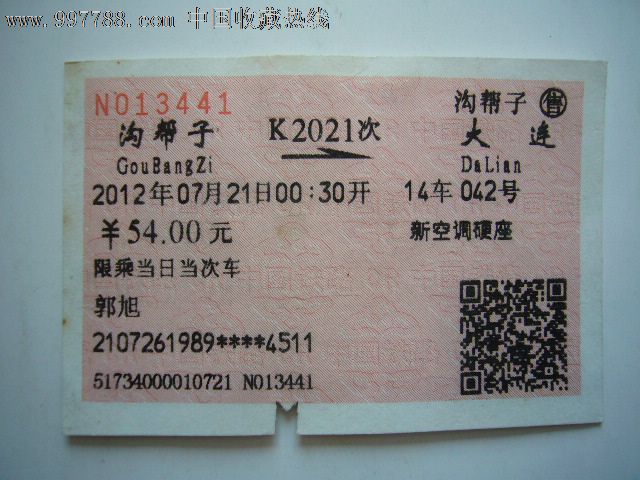 www.997788.com 中国收藏热线
N013441
沟帮子 售
沟帮子 K2021次 大连
GouBangZi DaLian
2012年07月21日00:30开 14车 042号
￥54.00元 新空调硬座
限乘当日当次车
郭旭
2107261989****4511
51734000010721 N013441